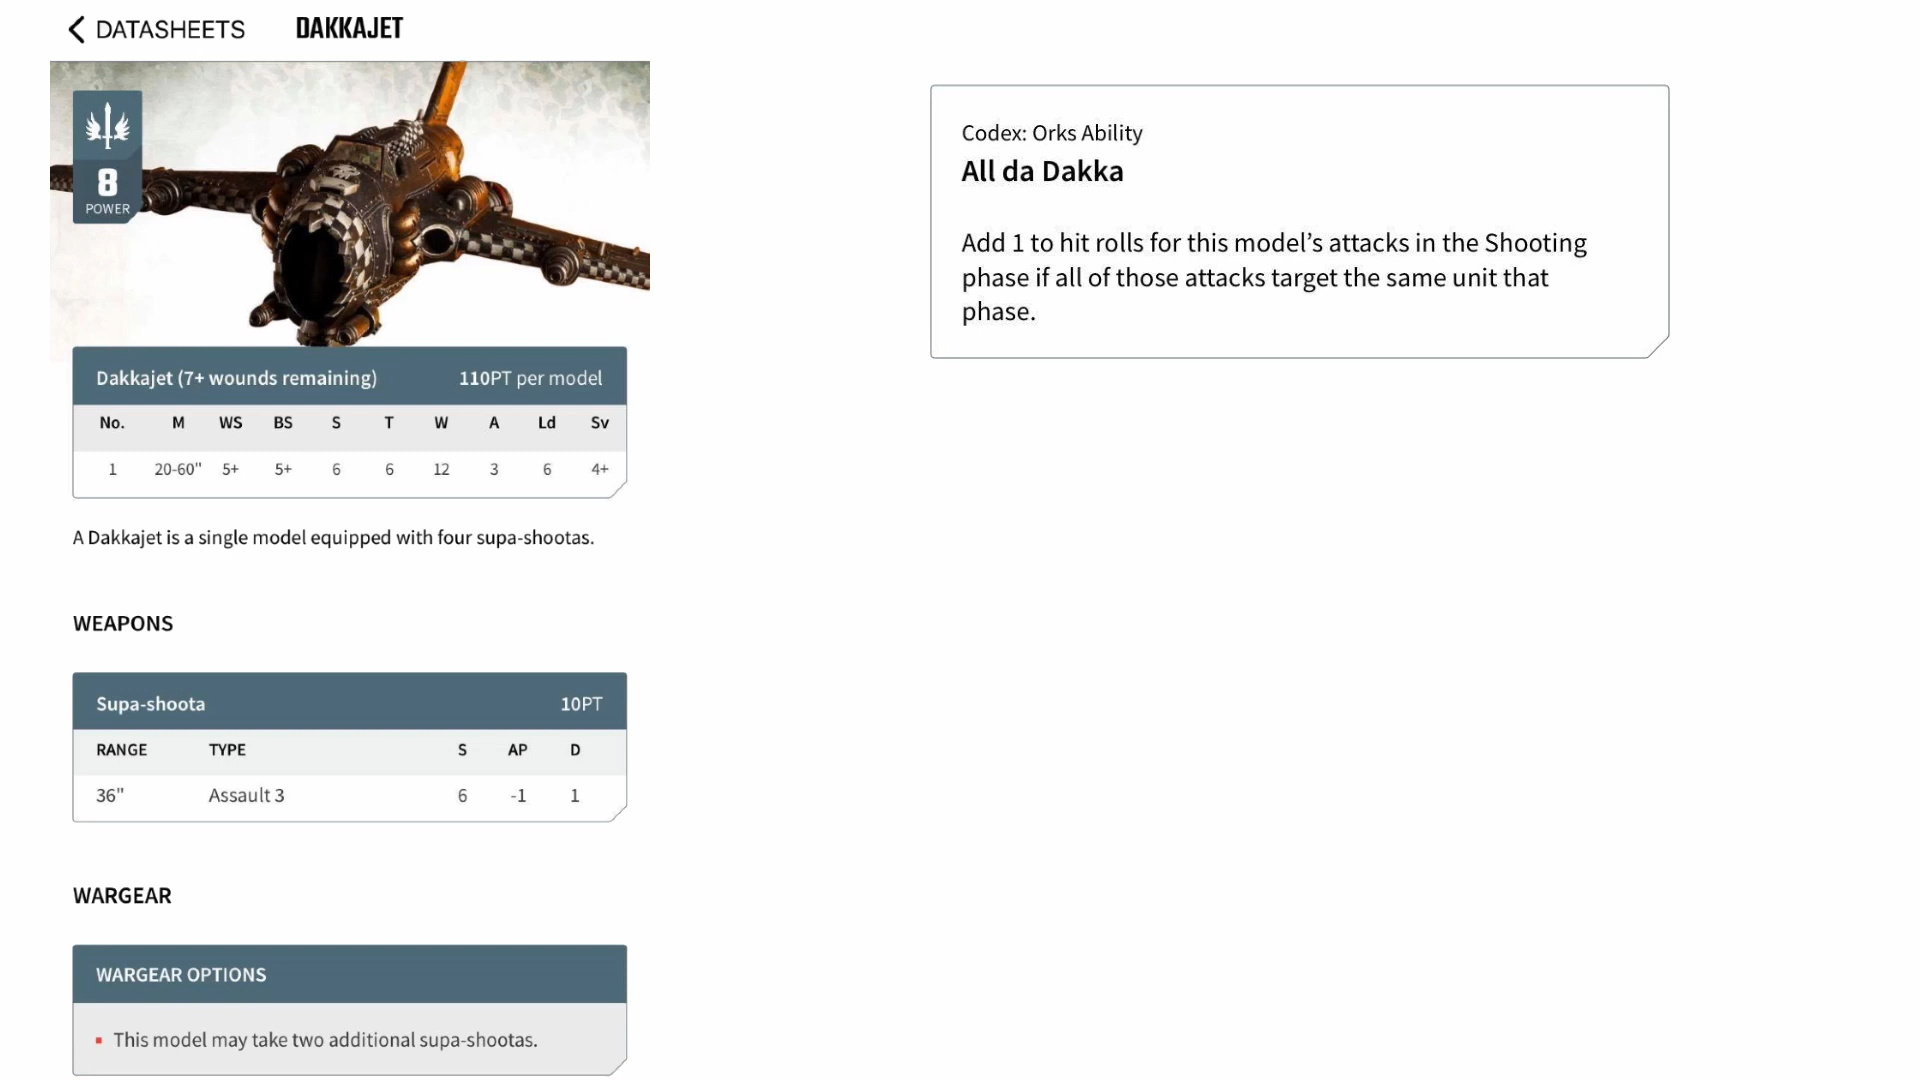 DATASHEETS DAKKAJET
8
POWER
Dakkajet (7+ wounds remaining) 110PT per model
No. M WS BS S T W A Ld Sv
1 20-60" 5+ 5+ 6 6 12 3 6 4+
A Dakkajet is a single model equipped with four supa-shootas.
WEAPONS
Supa-shoota 10PT
RANGE TYPE S AP D
36" Assault 3 6 -1 1
WARGEAR
WARGEAR OPTIONS
▪ This model may take two additional supa-shootas.
Codex: Orks Ability
All da Dakka
Add 1 to hit rolls for this model’s attacks in the Shooting
phase if all of those attacks target the same unit that
phase.